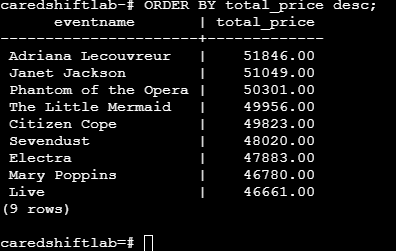 caredshiftlab-# ORDER BY total_price desc;
      eventname       | total_price
----------------------+-------------
 Adriana Lecouvreur   |    51846.00
 Janet Jackson        |    51049.00
 Phantom of the Opera |    50301.00
 The Little Mermaid   |    49956.00
 Citizen Cope         |    49823.00
 Sevendust            |    48020.00
 Electra              |    47883.00
 Mary Poppins         |    46780.00
 Live                 |    46661.00
(9 rows)
caredshiftlab=#